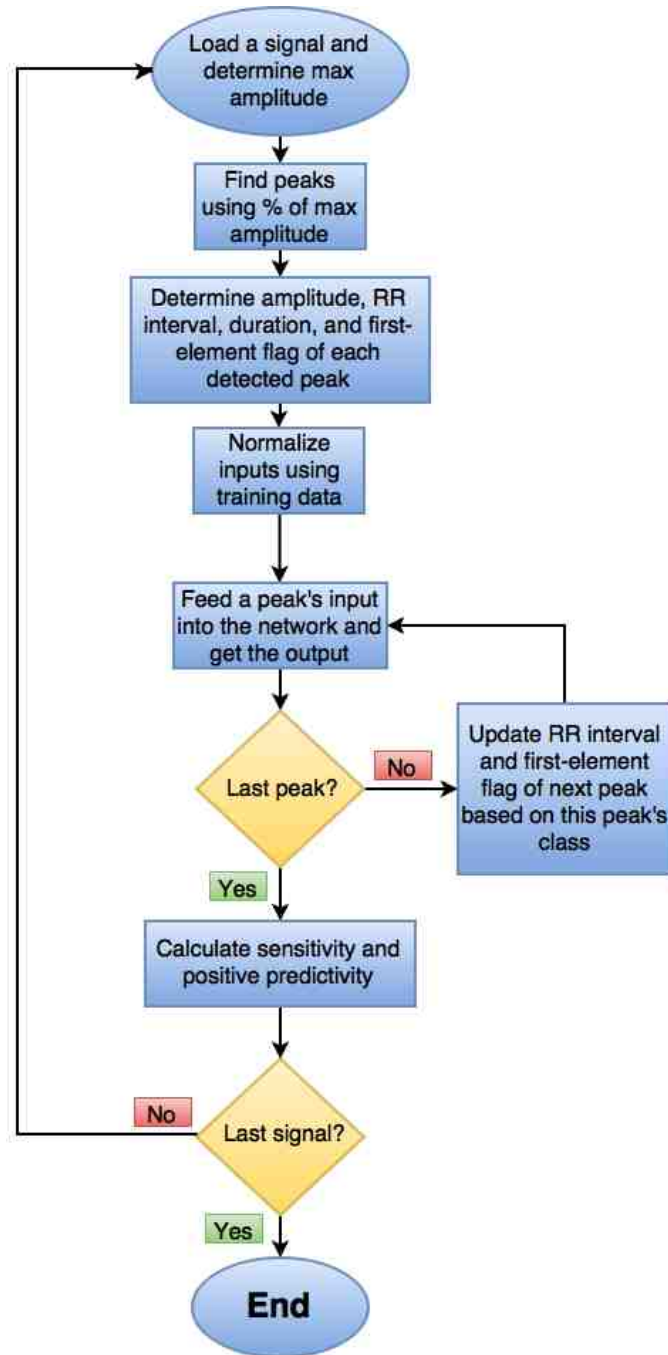 Load a signal and
determine max
amplitude
Find peaks
using % of max
amplitude
Determine amplitude, RR
interval, duration, and first-
element flag of each
detected peak
Normalize
inputs using
training data
Feed a peak's input
into the network and
get the output
Last peak?
No
Update RR interval
and first-element
flag of next peak
based on this peak's
class
Yes
Calculate sensitivity and
positive predictivity
Last signal?
No
Yes
End